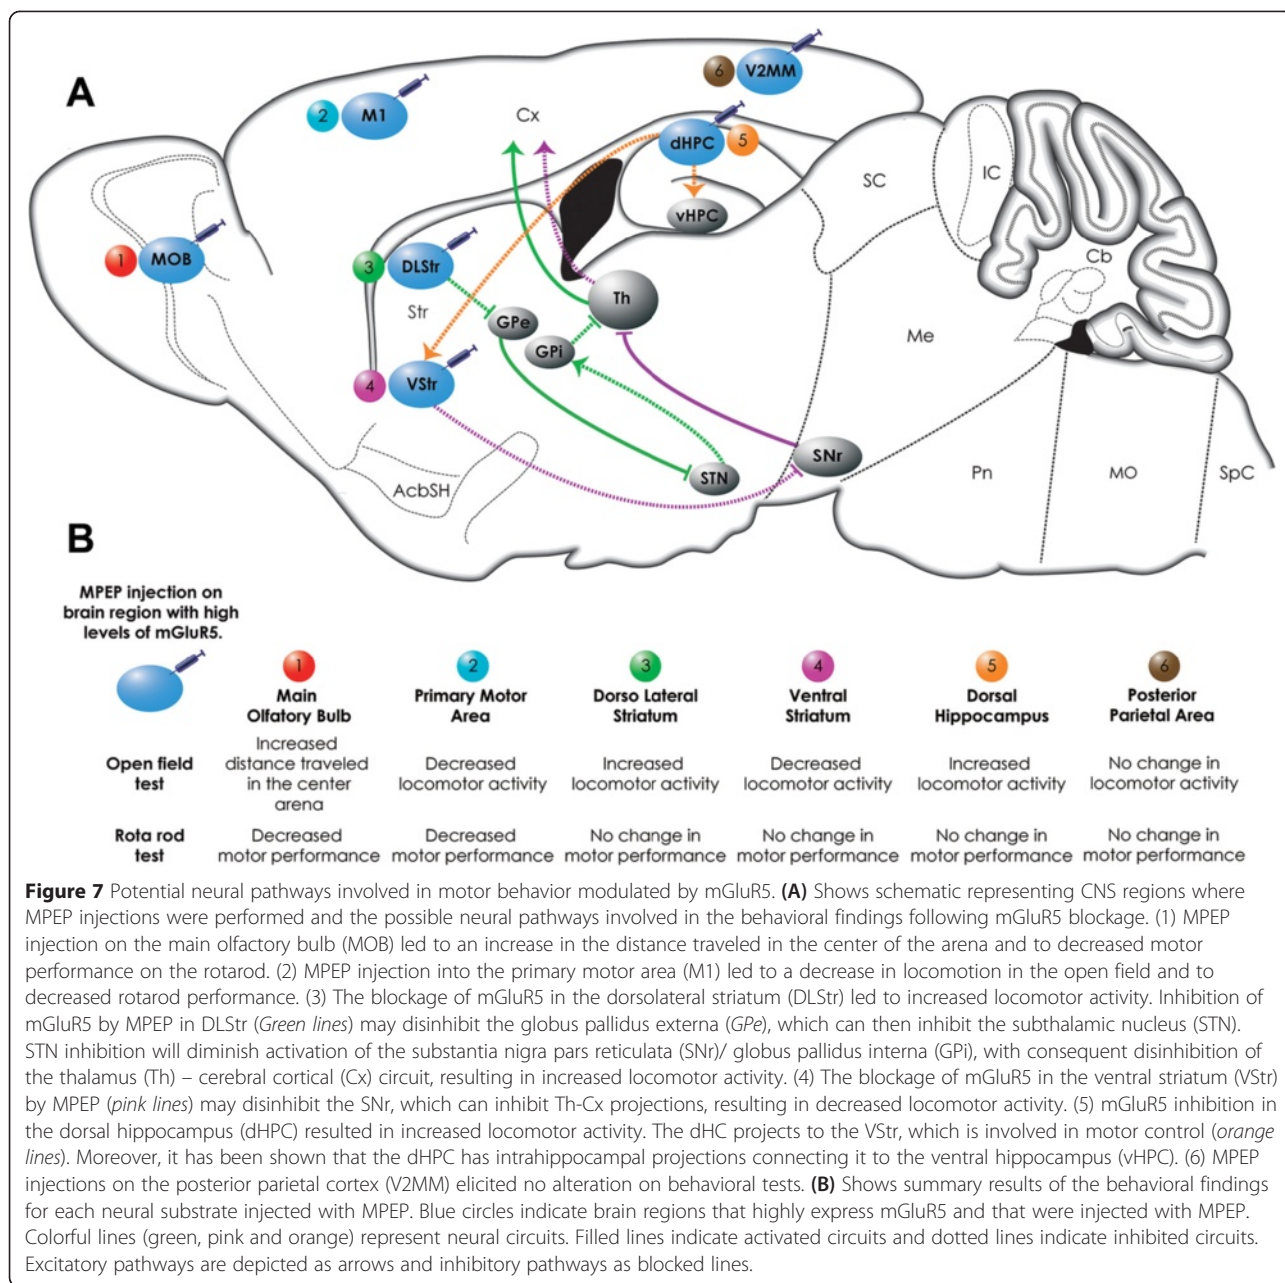 A
6
V2MM
2
M1
Cx
dHPC
5
SC
IC
vHPC
1
MOB
3
DLStr
Cb
Str
Th
GPe
GPi
Me
4
VStr
SNr
STN
AcbSH
Pn
MO
SpC
B
MPEP injection on
brain region with high
levels of mGluR5.
1
2
3
4
5
6
Main
Olfatory Bulb
Primary Motor
Area
Dorso Lateral
Striatum
Ventral
Striatum
Dorsal
Hippocampus
Posterior
Parietal Area
Open field
test
Increased
distance traveled
in the center
arena
Decreased
locomotor activity
Increased
locomotor activity
Decreased
locomotor activity
Increased
locomotor activity
No change in
locomotor activity
Rota rod
test
Decreased
motor performance
Decreased
motor performance
No change in
motor performance
No change in
motor performance
No change in
motor performance
No change in
motor performance
Figure 7 Potential neural pathways involved in motor behavior modulated by mGluR5. (A) Shows schematic representing CNS regions where
MPEP injections were performed and the possible neural pathways involved in the behavioral findings following mGluR5 blockage. (1) MPEP
injection on the main olfactory bulb (MOB) led to an increase in the distance traveled in the center of the arena and to decreased motor
performance on the rotarod. (2) MPEP injection into the primary motor area (M1) led to a decrease in locomotion in the open field and to
decreased rotarod performance. (3) The blockage of mGluR5 in the dorsolateral striatum (DLStr) led to increased locomotor activity. Inhibition of
mGluR5 by MPEP in DLStr (Green lines) may disinhibit the globus pallidus externa (GPe), which can then inhibit the subthalamic nucleus (STN).
STN inhibition will diminish activation of the substantia nigra pars reticulata (SNr)/ globus pallidus interna (GPi), with consequent disinhibition of
the thalamus (Th) – cerebral cortical (Cx) circuit, resulting in increased locomotor activity. (4) The blockage of mGluR5 in the ventral striatum (VStr)
by MPEP (pink lines) may disinhibit the SNr, which can inhibit Th-Cx projections, resulting in decreased locomotor activity. (5) mGluR5 inhibition in
the dorsal hippocampus (dHPC) resulted in increased locomotor activity. The dHC projects to the VStr, which is involved in motor control (orange
lines). Moreover, it has been shown that the dHPC has intrahippocampal projections connecting it to the ventral hippocampus (vHPC). (6) MPEP
injections on the posterior parietal cortex (V2MM) elicited no alteration on behavioral tests. (B) Shows summary results of the behavioral findings
for each neural substrate injected with MPEP. Blue circles indicate brain regions that highly express mGluR5 and that were injected with MPEP.
Colorful lines (green, pink and orange) represent neural circuits. Filled lines indicate activated circuits and dotted lines indicate inhibited circuits.
Excitatory pathways are depicted as arrows and inhibitory pathways as blocked lines.